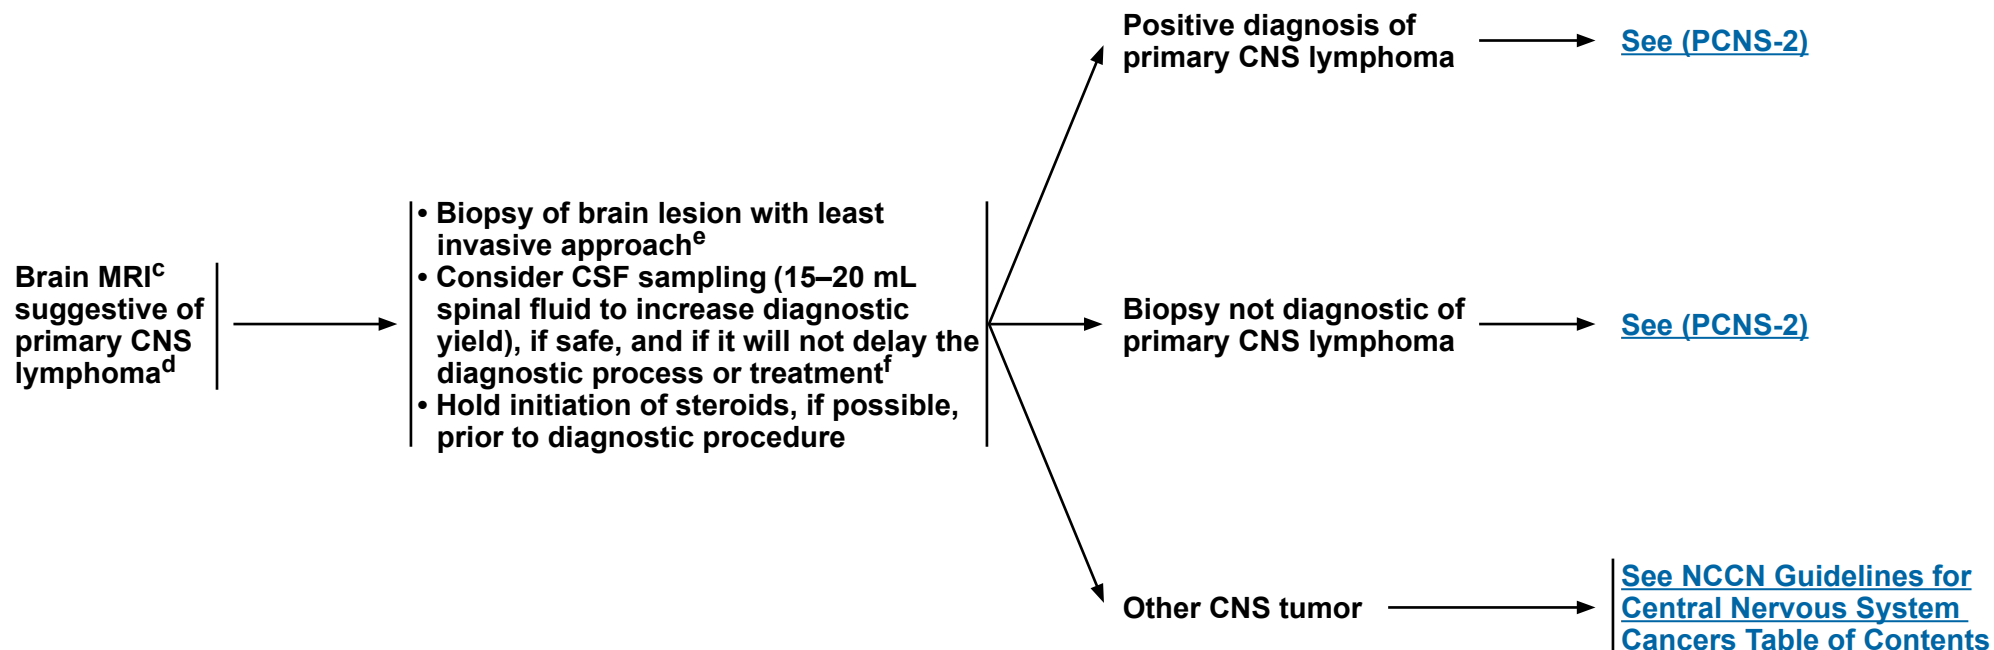 Brain MRIc
suggestive of
primary CNS
lymphomad
• Biopsy of brain lesion with least
invasive approache
• Consider CSF sampling (15–20 mL
spinal fluid to increase diagnostic
yield), if safe, and if it will not delay the
diagnostic process or treatmentf
• Hold initiation of steroids, if possible,
prior to diagnostic procedure
Positive diagnosis of
primary CNS lymphoma
See (PCNS-2)
Biopsy not diagnostic of
primary CNS lymphoma
See (PCNS-2)
Other CNS tumor
See NCCN Guidelines for
Central Nervous System
Cancers Table of Contents